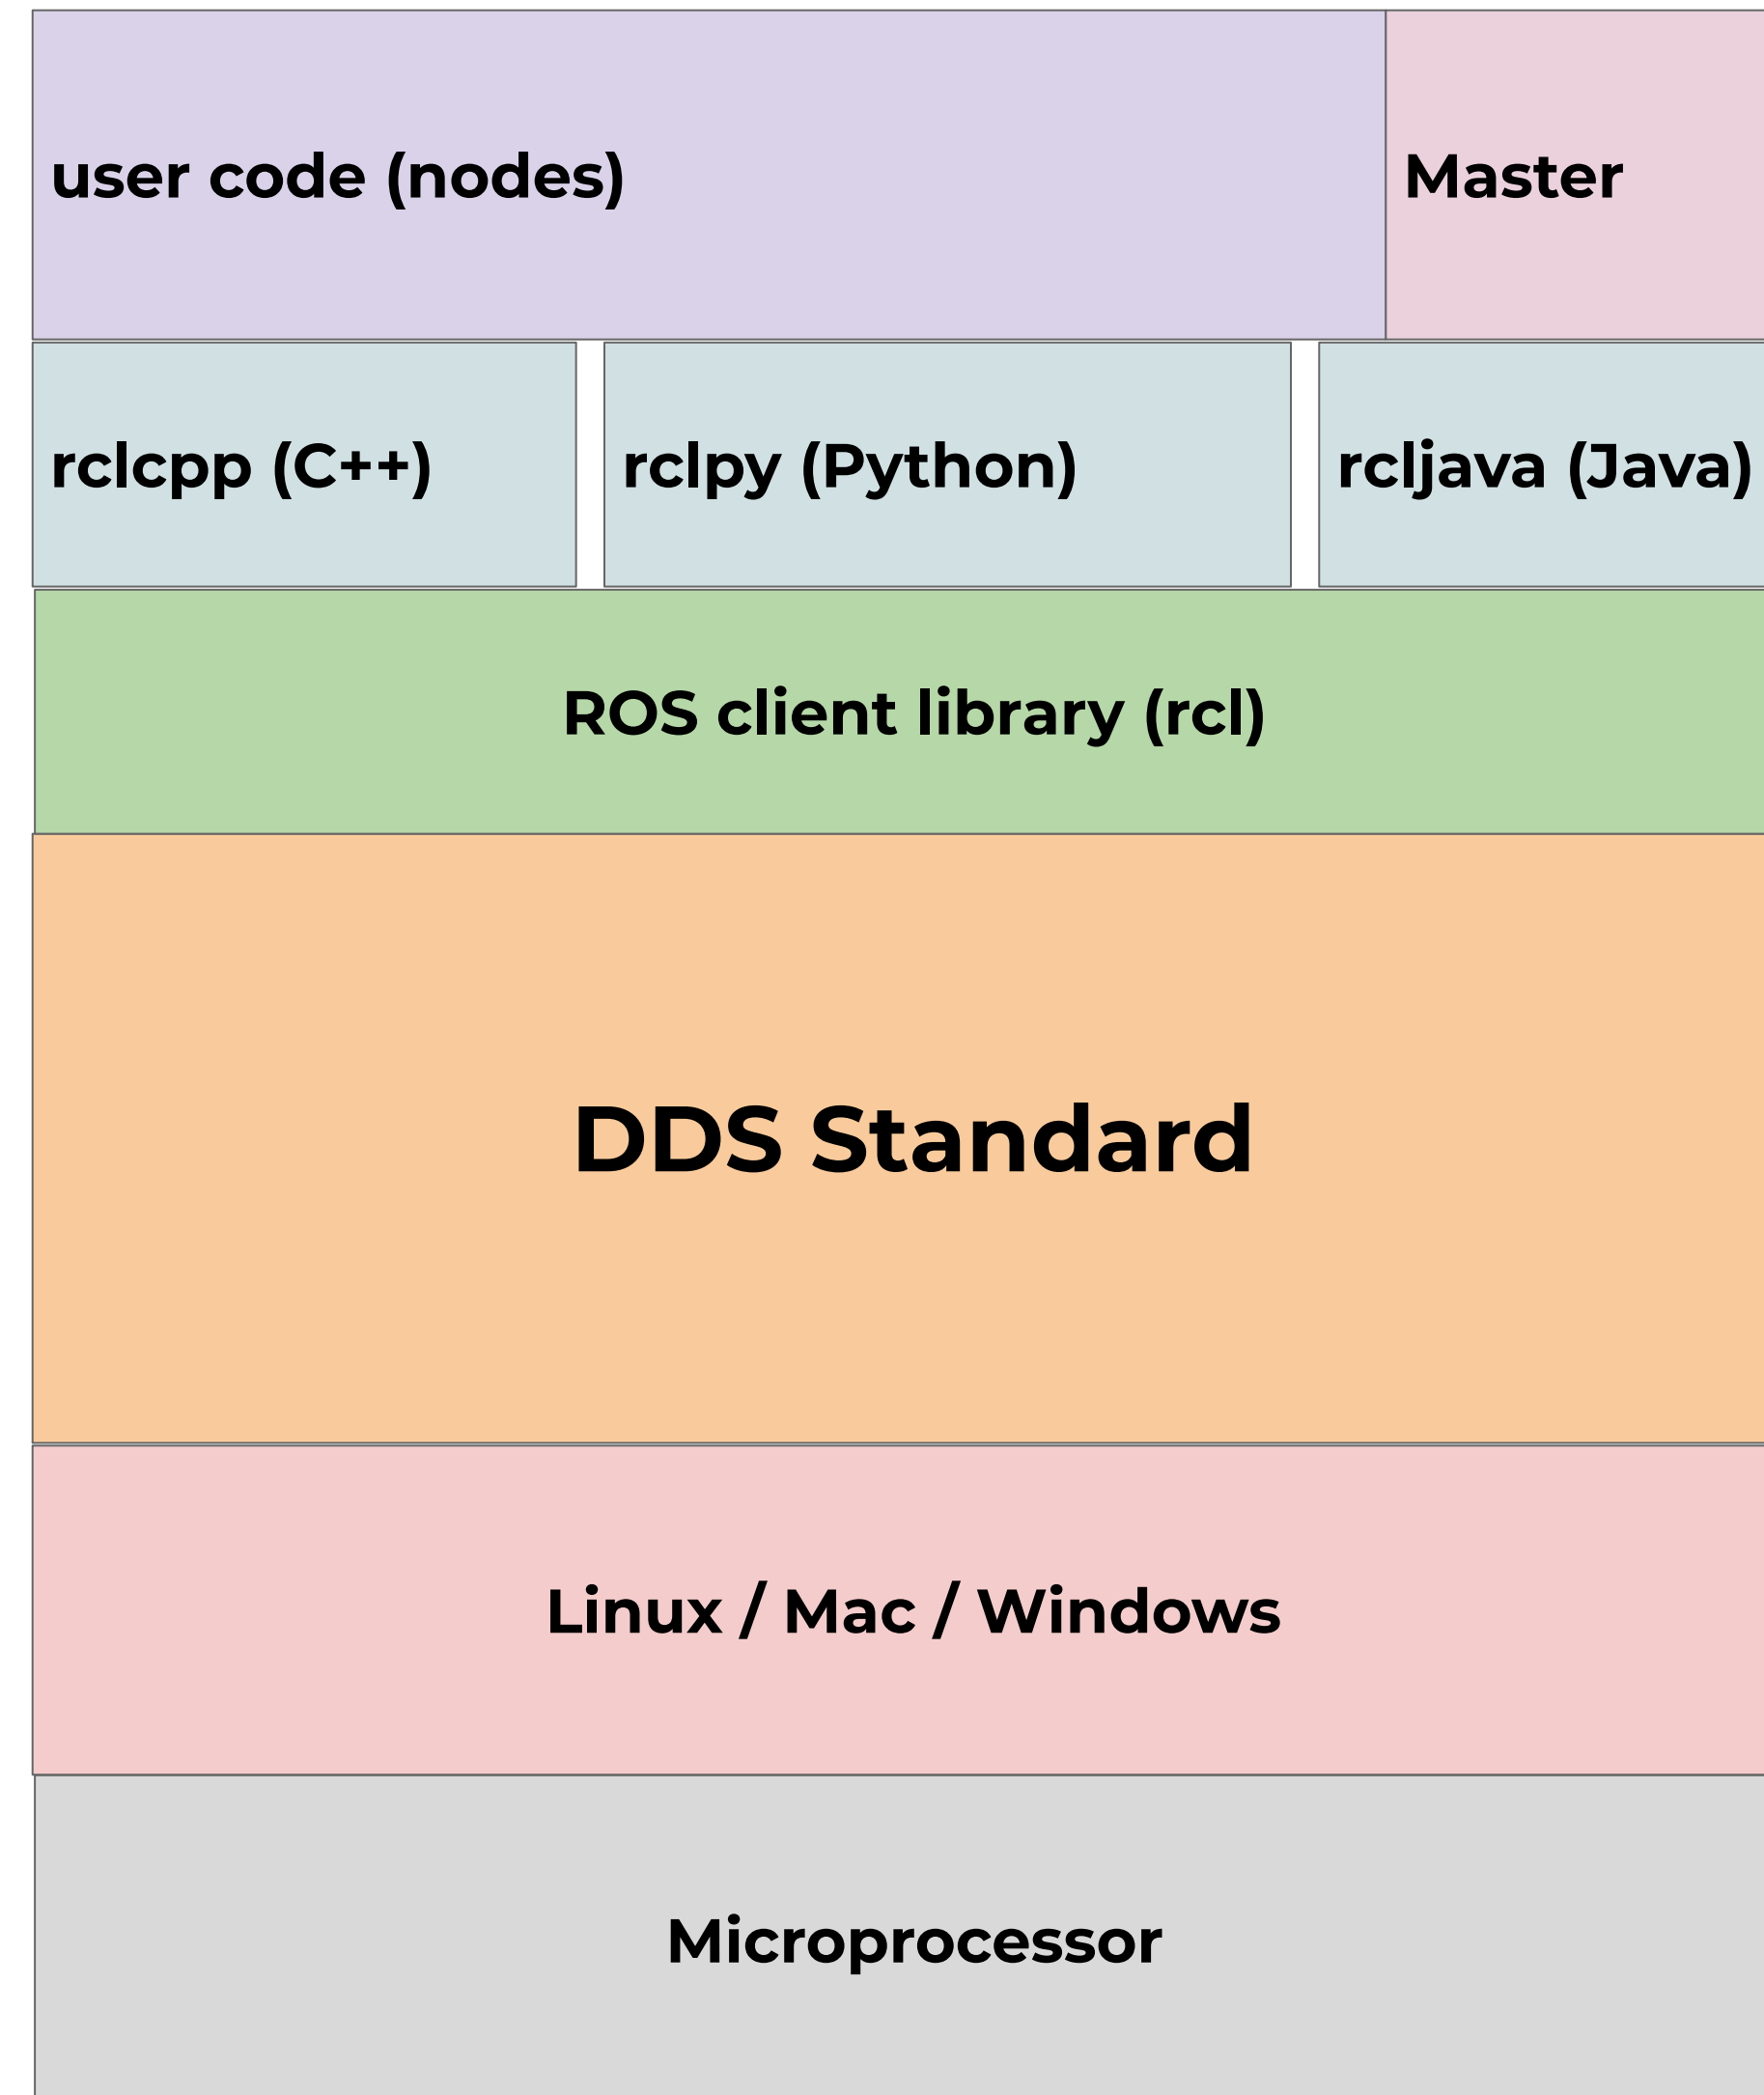 user code (nodes)
Master
rclcpp (C++)
rclpy (Python)
rcljava (Java)
ROS client library (rcl)
DDS Standard
Linux / Mac / Windows
Microprocessor